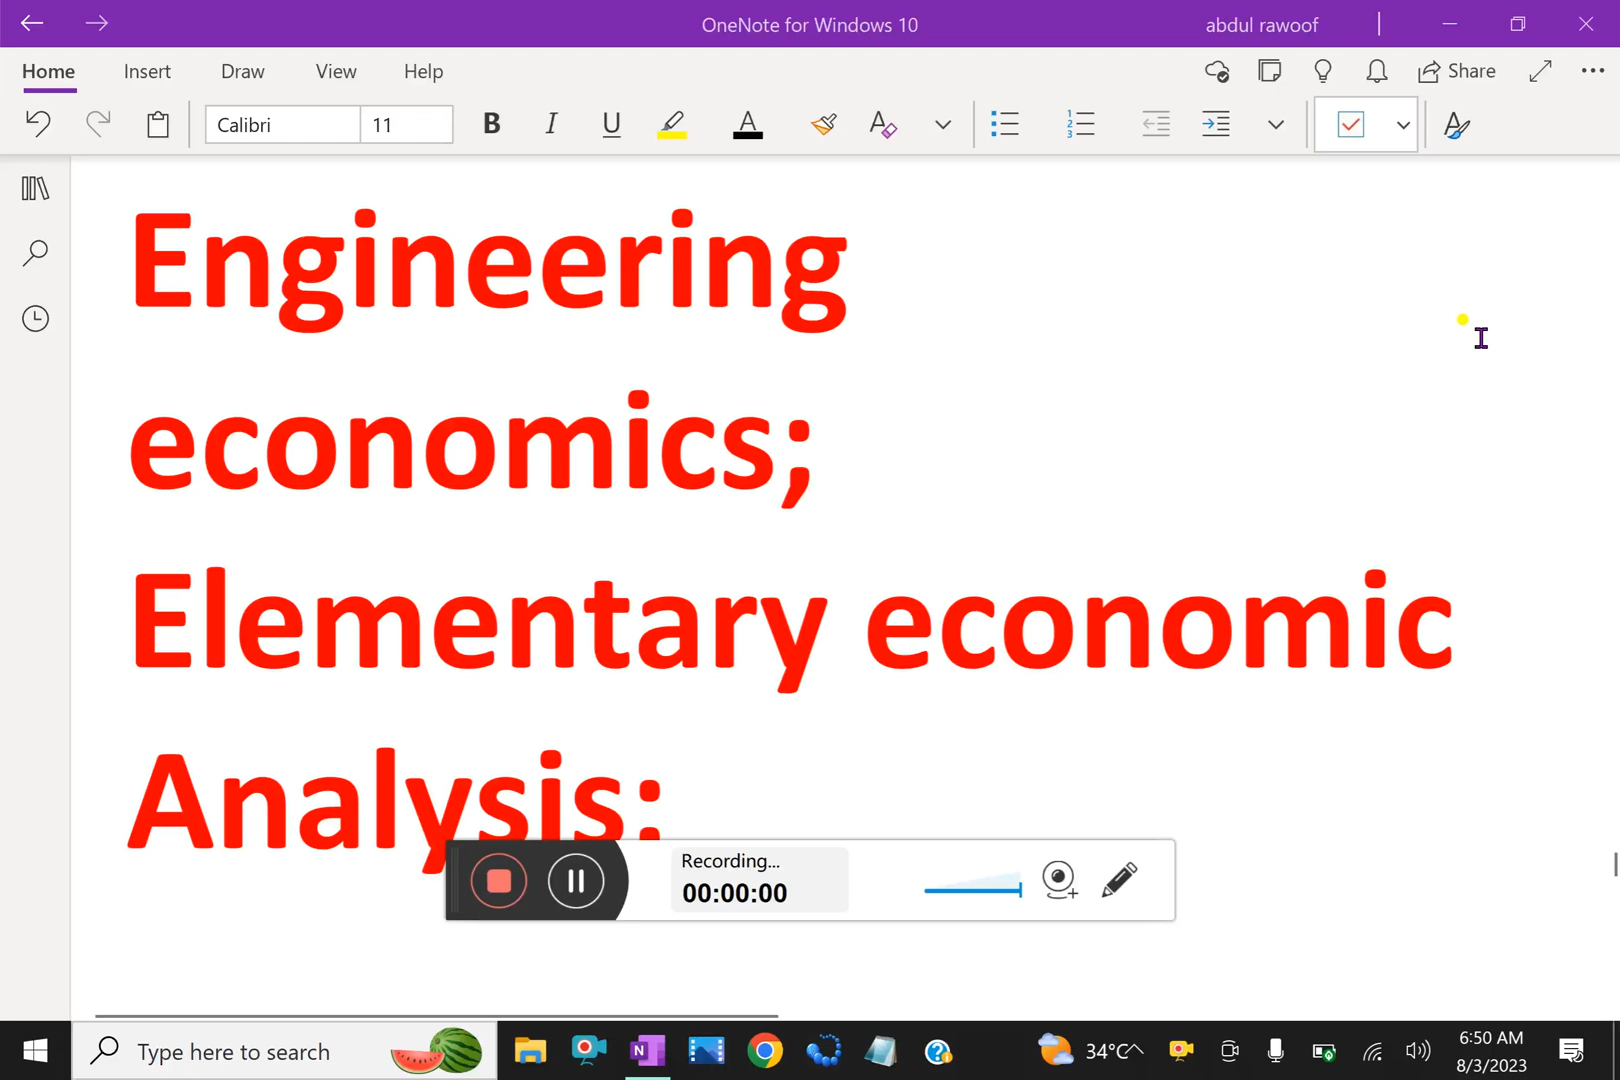 OneNote for Windows 10
abdul rawoof
Home Insert Draw View Help
Share
Calibri 11 B I U A A
Engineering
economics;
Elementary economic
Analysis:
Recording...
00:00:00
Type here to search
34°C
6:50 AM
8/3/2023